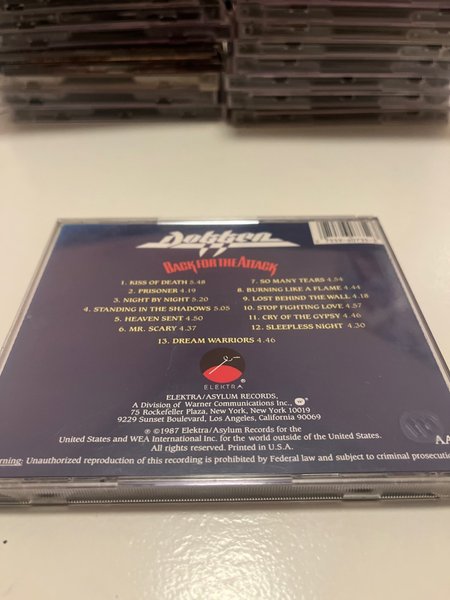 Dokken
BACK FOR THE ATTACK
1. KISS OF DEATH 5.48
2. PRISONER 4.19
3. NIGHT BY NIGHT 5.20
4. STANDING IN THE SHADOWS 5.05
5. HEAVEN SENT 4.50
6. MR. SCARY 4.37
7. SO MANY TEARS 4.54
8. BURNING LIKE A FLAME 4.44
9. LOST BEHIND THE WALL 4.18
10. STOP FIGHTING LOVE 4.57
11. CRY OF THE GYPSY 4.46
12. SLEEPLESS NIGHT 4.30
13. DREAM WARRIORS 4.46
ELEKTRA ®
ELEKTRA/ASYLUM RECORDS,
A Division of Warner Communications Inc.,
75 Rockefeller Plaza, New York, New York 10019
9229 Sunset Boulevard, Los Angeles, California 90069
℗ ©1987 Elektra/Asylum Records for the
United States and WEA International Inc. for the world outside of the United States.
All rights reserved. Printed in U.S.A.
Unauthorized reproduction of this recording is prohibited by Federal law and subject to criminal